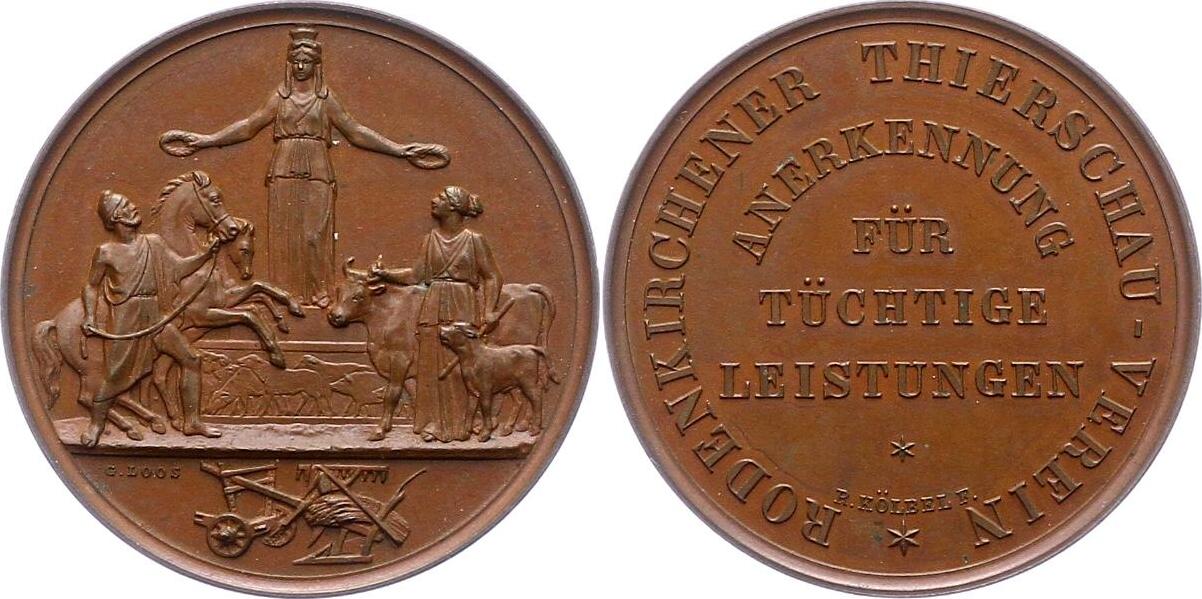 G. LOOS
RODENKIRCHENER THIERSCHAU-VEREIN
ANERKENNUNG
FÜR
TÜCHTIGE
LEISTUNGEN
R. KÖLBEL F.